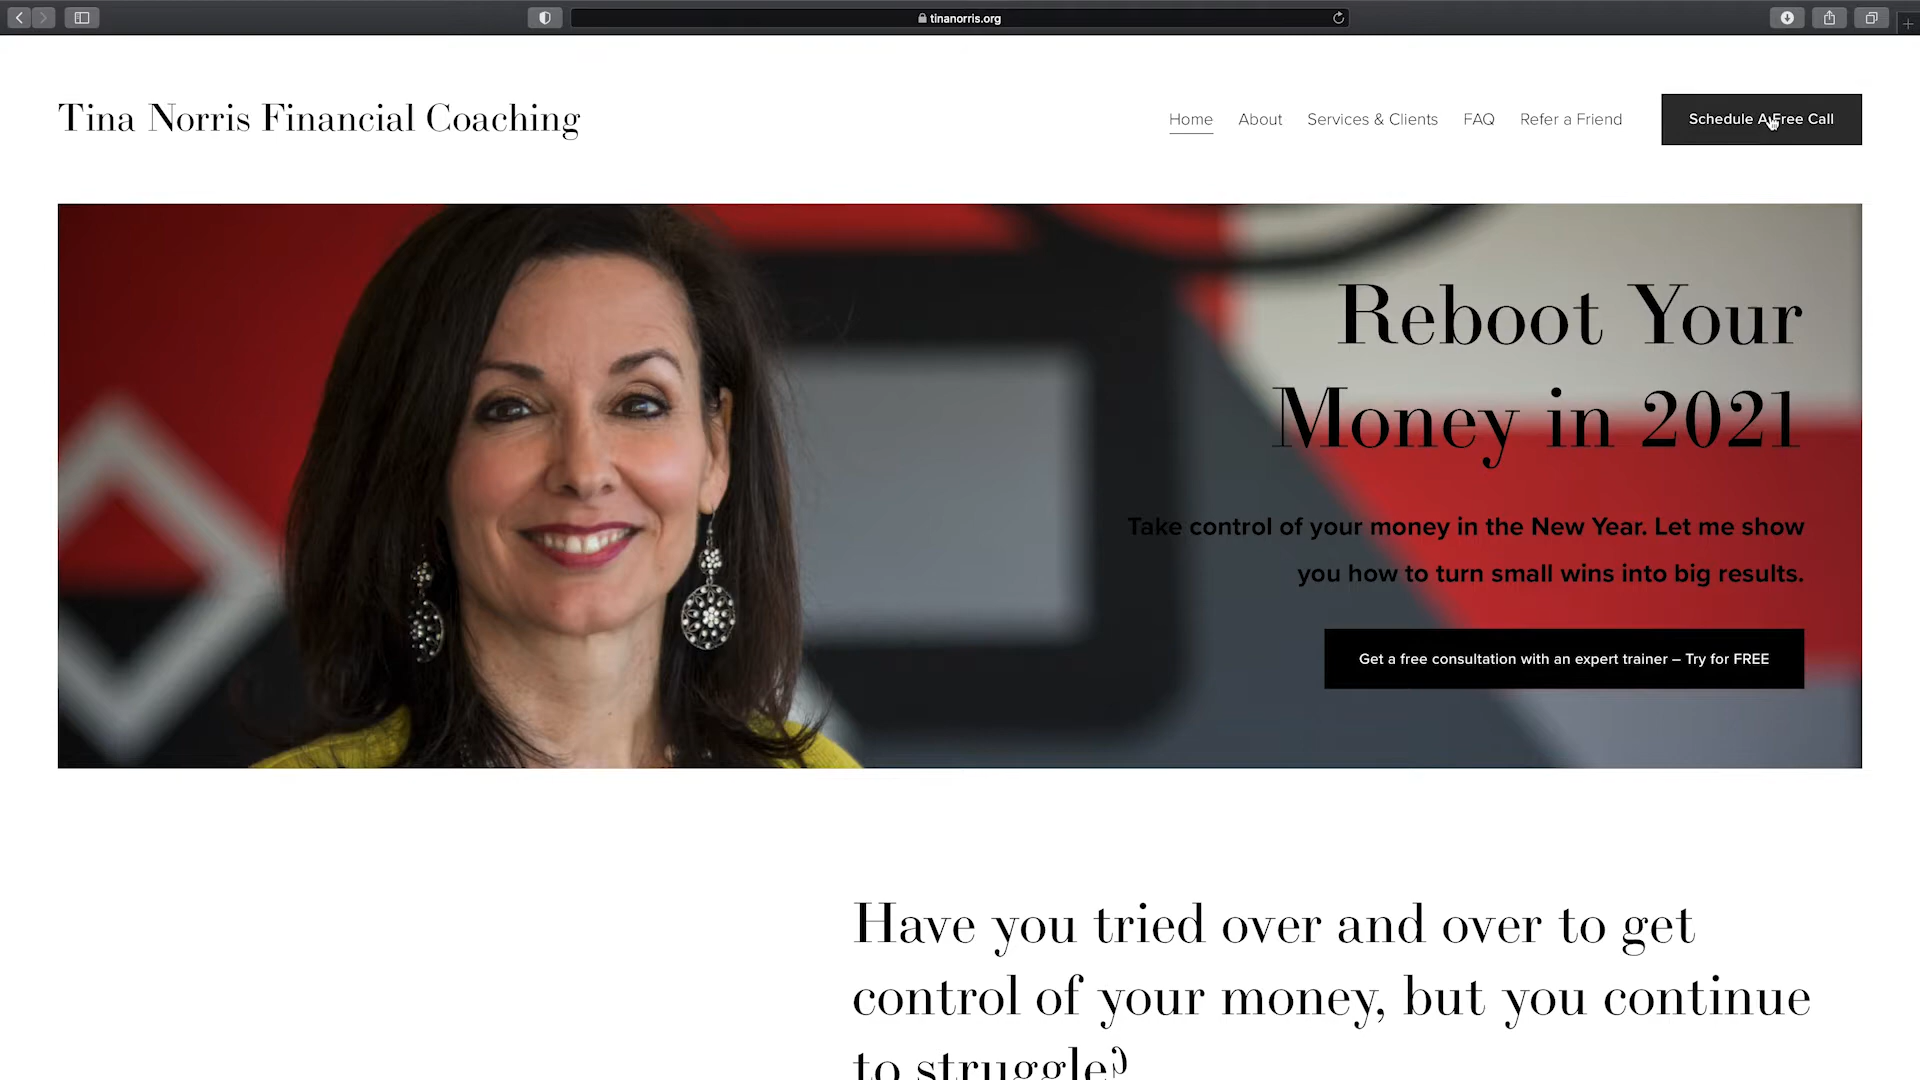 tinanorris.org
Tina Norris Financial Coaching
Home About Services & Clients FAQ Refer a Friend Schedule A Free Call
Reboot Your
Money in 2021
Take control of your money in the New Year. Let me show
you how to turn small wins into big results.
Get a free consultation with an expert trainer – Try for FREE
Have you tried over and over to get
control of your money, but you continue
to struggle?